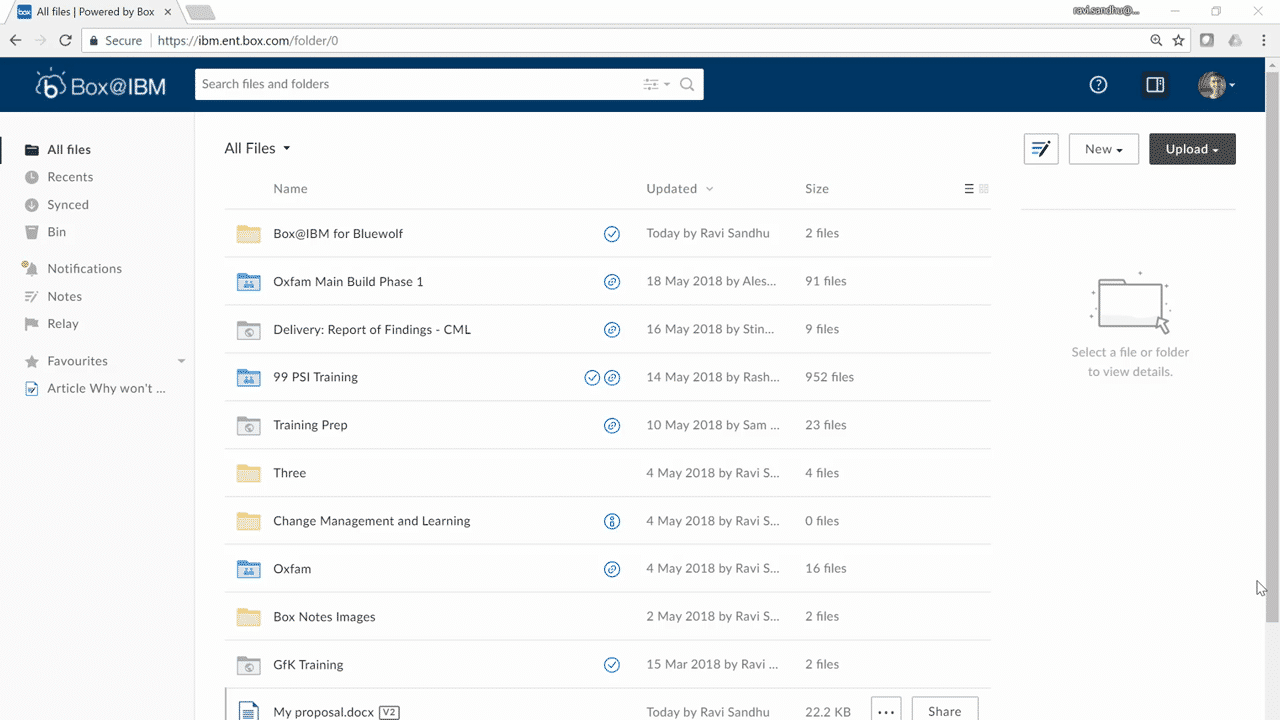 All files | Powered by Box
ravi.sandhu@...
Secure https://ibm.ent.box.com/folder/0
Box@IBM
Search files and folders
All files
Recents
Synced
Bin
Notifications
Notes
Relay
Favourites
Article Why won't ...
All Files
New
Upload
Name Updated Size
Box@IBM for Bluewolf Today by Ravi Sandhu 2 files
Oxfam Main Build Phase 1 18 May 2018 by Ales... 91 files
Delivery: Report of Findings - CML 16 May 2018 by Stin... 9 files
99 PSI Training 14 May 2018 by Rash... 952 files
Training Prep 10 May 2018 by Sam ... 23 files
Three 4 May 2018 by Ravi S... 4 files
Change Management and Learning 4 May 2018 by Ravi S... 0 files
Oxfam 4 May 2018 by Ravi S... 16 files
Box Notes Images 2 May 2018 by Ravi S... 2 files
GfK Training 15 Mar 2018 by Ravi ... 2 files
My proposal.docx V2 Today by Ravi Sandhu 22.2 KB ... Share
Select a file or folder
to view details.